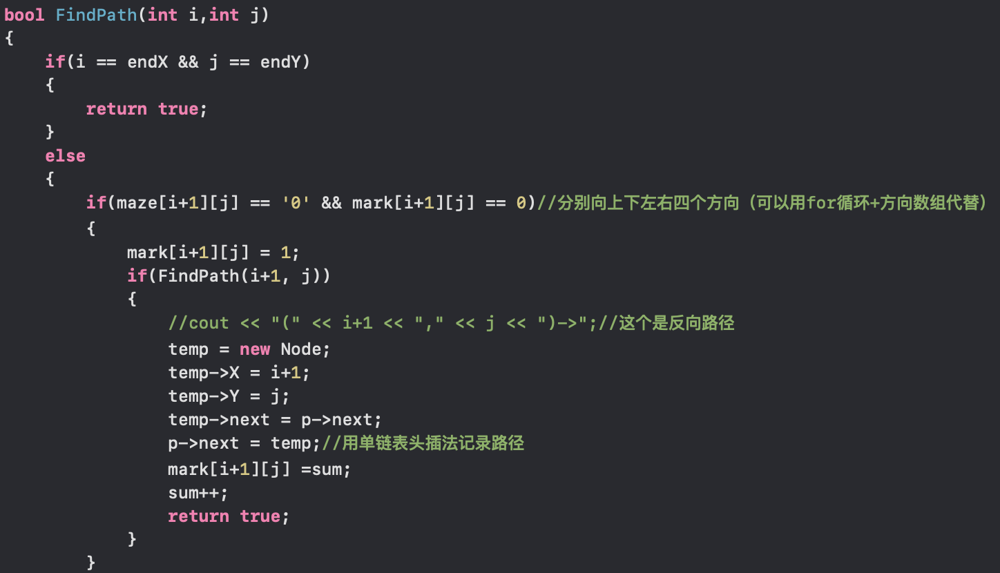 bool FindPath(int i,int j)
{
    if(i == endX && j == endY)
    {
        return true;
    }
    else
    {
        if(maze[i+1][j] == '0' && mark[i+1][j] == 0)//分别向上下左右四个方向（可以用for循环+方向数组代替）
        {
            mark[i+1][j] = 1;
            if(FindPath(i+1, j))
            {
                //cout << "(" << i+1 << "," << j << ")->";//这个是反向路径
                temp = new Node;
                temp->X = i+1;
                temp->Y = j;
                temp->next = p->next;
                p->next = temp;//用单链表头插法记录路径
                mark[i+1][j] =sum;
                sum++;
                return true;
            }
        }